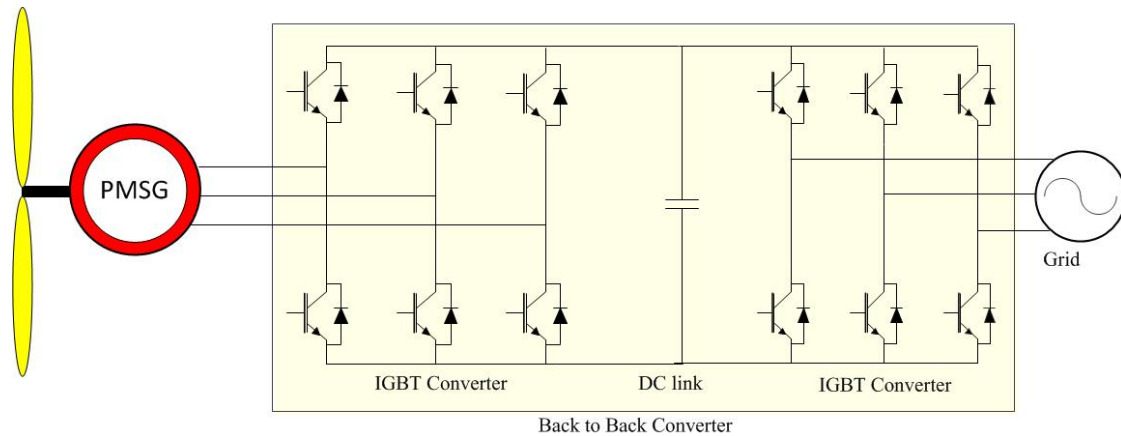 PMSG
Grid
IGBT Converter
DC link
IGBT Converter
Back to Back Converter